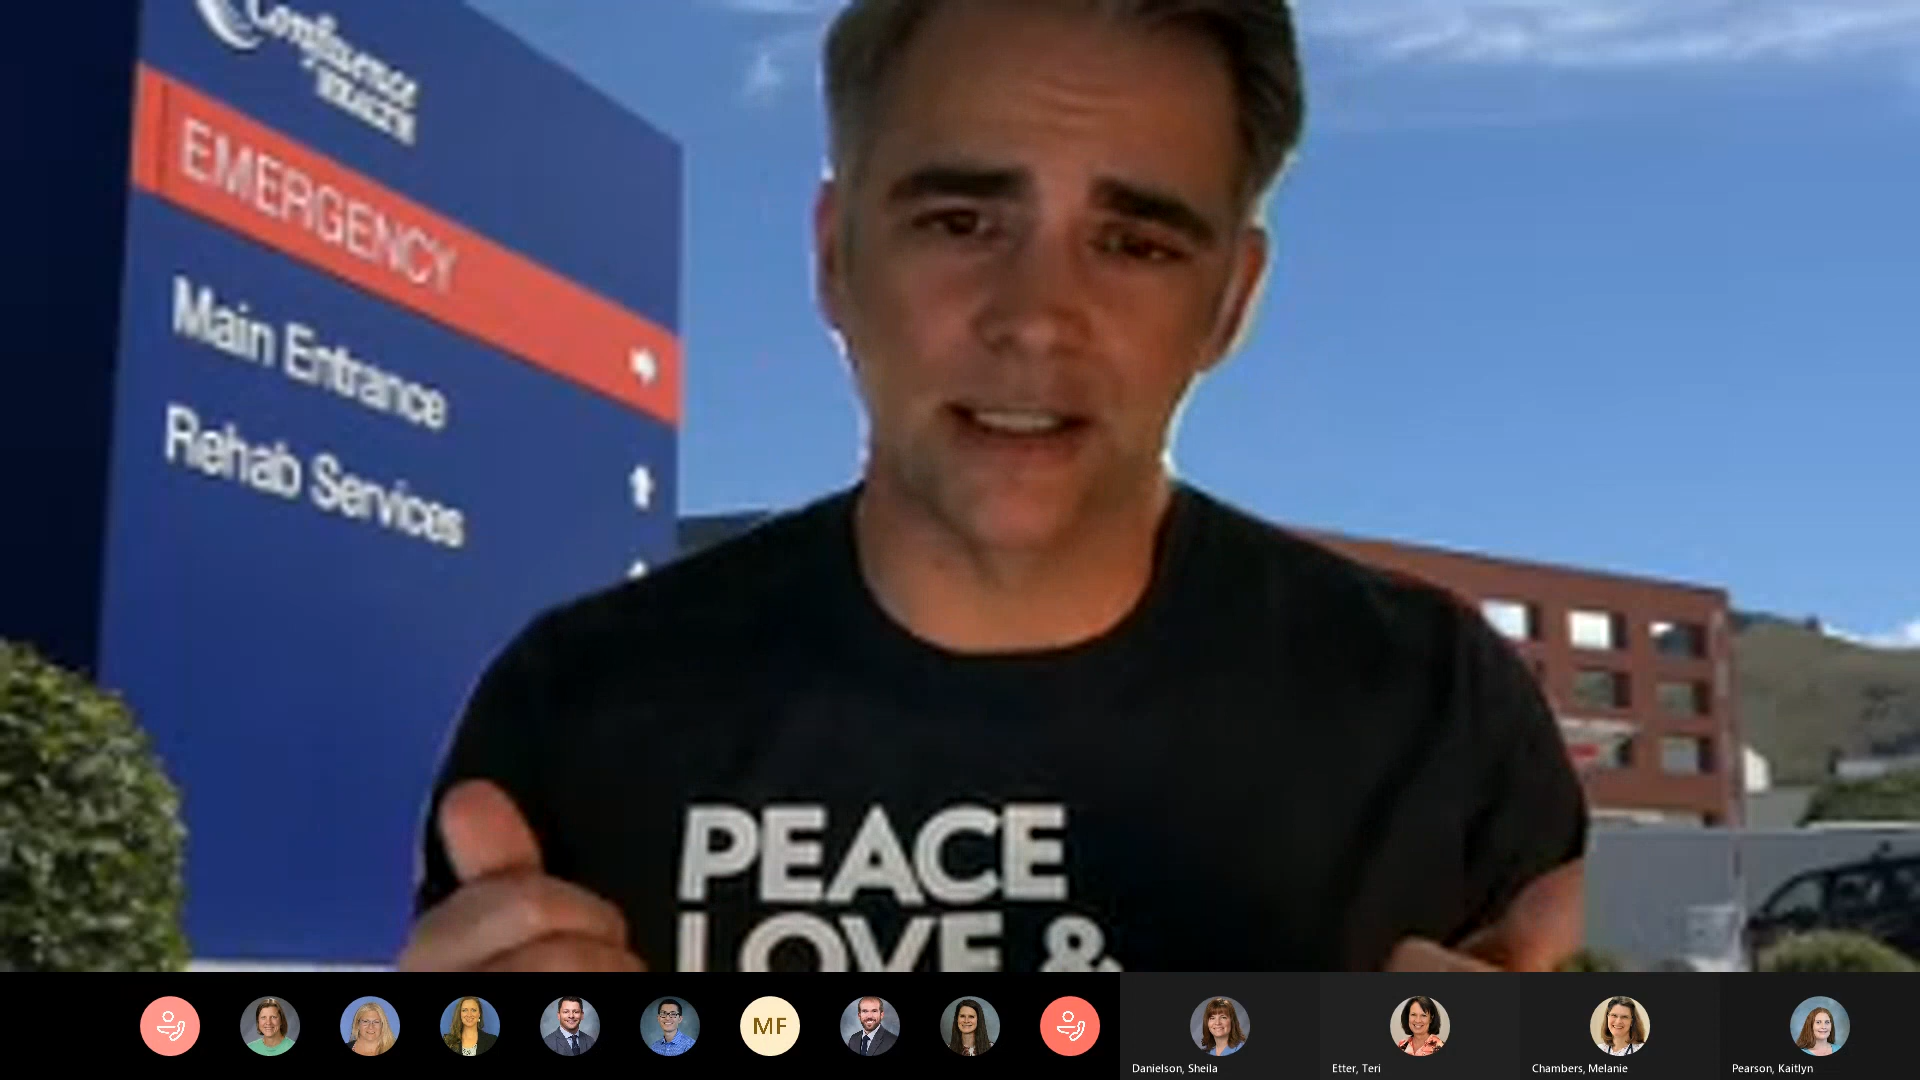 Confluence
HEALTH
EMERGENCY
Main Entrance
Rehab Services
PEACE
LOVE &
MF
Danielson, Sheila
Etter, Teri
Chambers, Melanie
Pearson, Kaitlyn